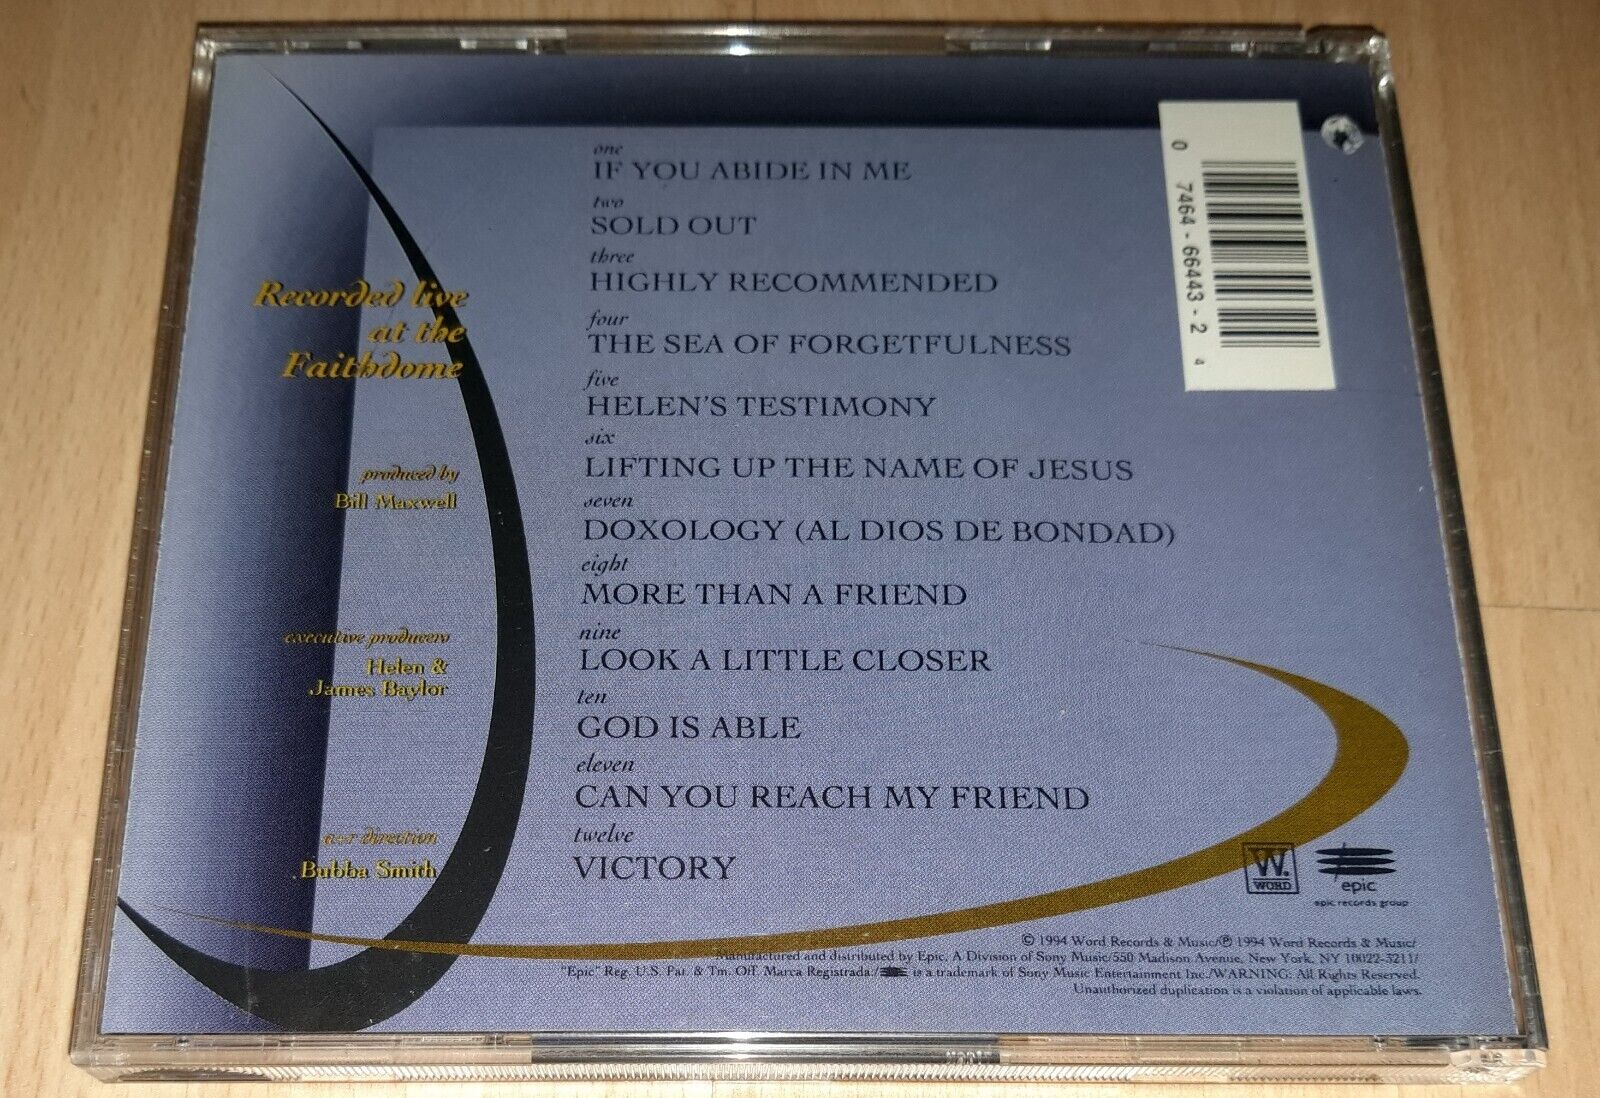 Recorded live
at the
Faithdome
produced by
Bill Maxwell
executive producers
Helen &
James Baylor
a+r direction
Bubba Smith
one
IF YOU ABIDE IN ME
two
SOLD OUT
three
HIGHLY RECOMMENDED
four
THE SEA OF FORGETFULNESS
five
HELEN'S TESTIMONY
six
LIFTING UP THE NAME OF JESUS
seven
DOXOLOGY (AL DIOS DE BONDAD)
eight
MORE THAN A FRIEND
nine
LOOK A LITTLE CLOSER
ten
GOD IS ABLE
eleven
CAN YOU REACH MY FRIEND
twelve
VICTORY
0 7464-66443-2 4
W.
WORD
epic
epic records group
© 1994 Word Records & Music/℗ 1994 Word Records & Music/
Manufactured and distributed by Epic, A Division of Sony Music/550 Madison Avenue, New York, NY 10022-3211/
"Epic" Reg. U.S. Pat. & Tm. Off. Marca Registrada./ is a trademark of Sony Music Entertainment Inc./WARNING: All Rights Reserved.
Unauthorized duplication is a violation of applicable laws.